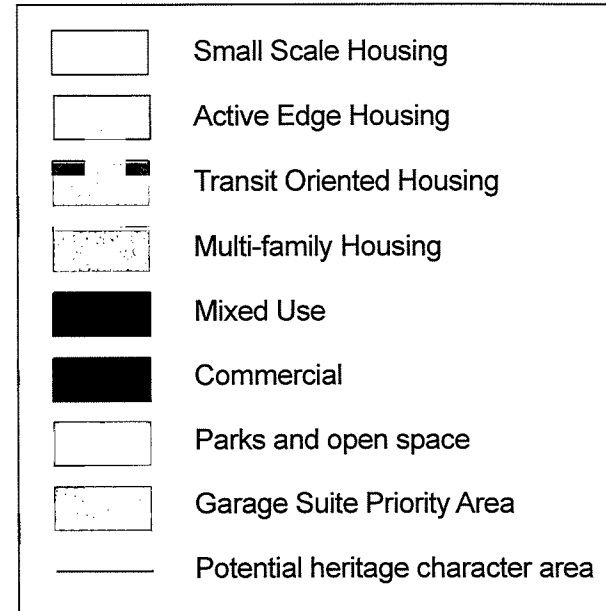 Small Scale Housing
Active Edge Housing
Transit Oriented Housing
Multi-family Housing
Mixed Use
Commercial
Parks and open space
Garage Suite Priority Area
Potential heritage character area